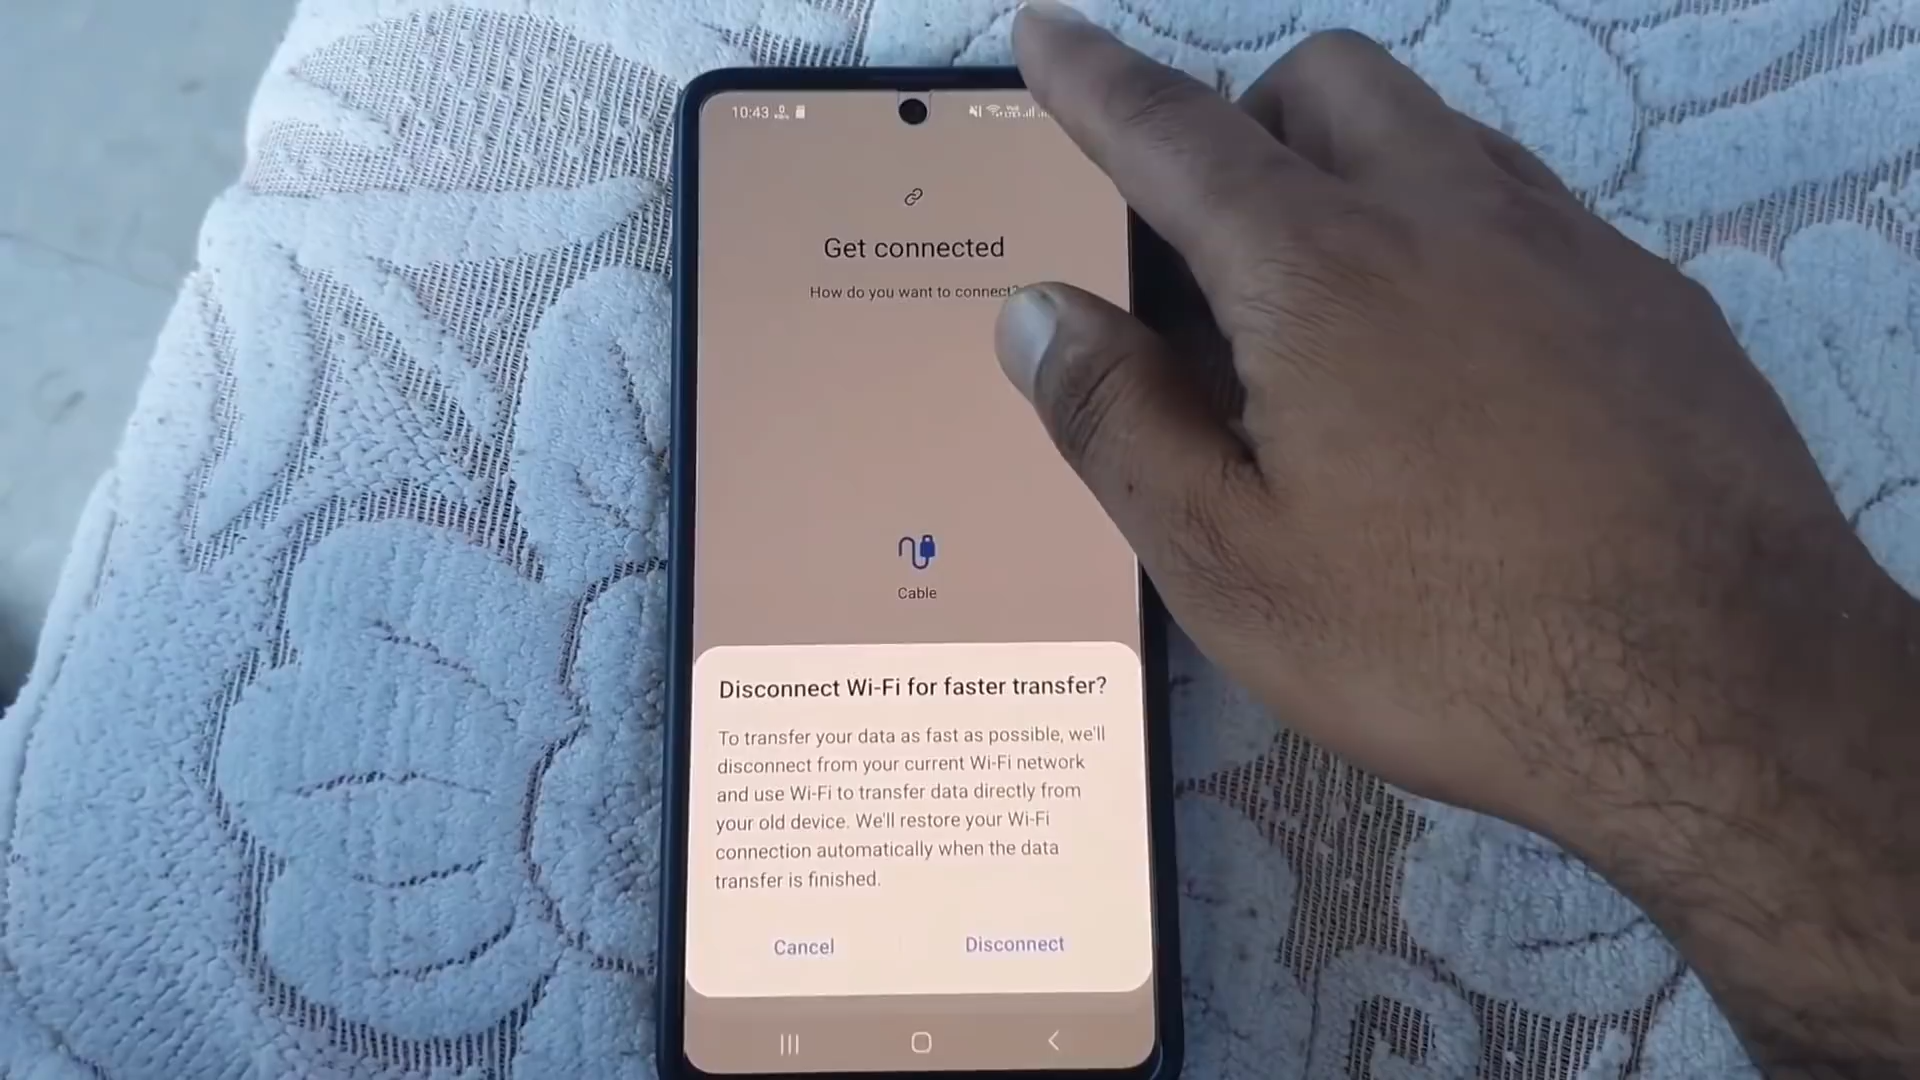 10:43
Get connected
How do you want to connect?
Cable
Disconnect Wi-Fi for faster transfer?
To transfer your data as fast as possible, we'll
disconnect from your current Wi-Fi network
and use Wi-Fi to transfer data directly from
your old device. We'll restore your Wi-Fi
connection automatically when the data
transfer is finished.
Cancel
Disconnect